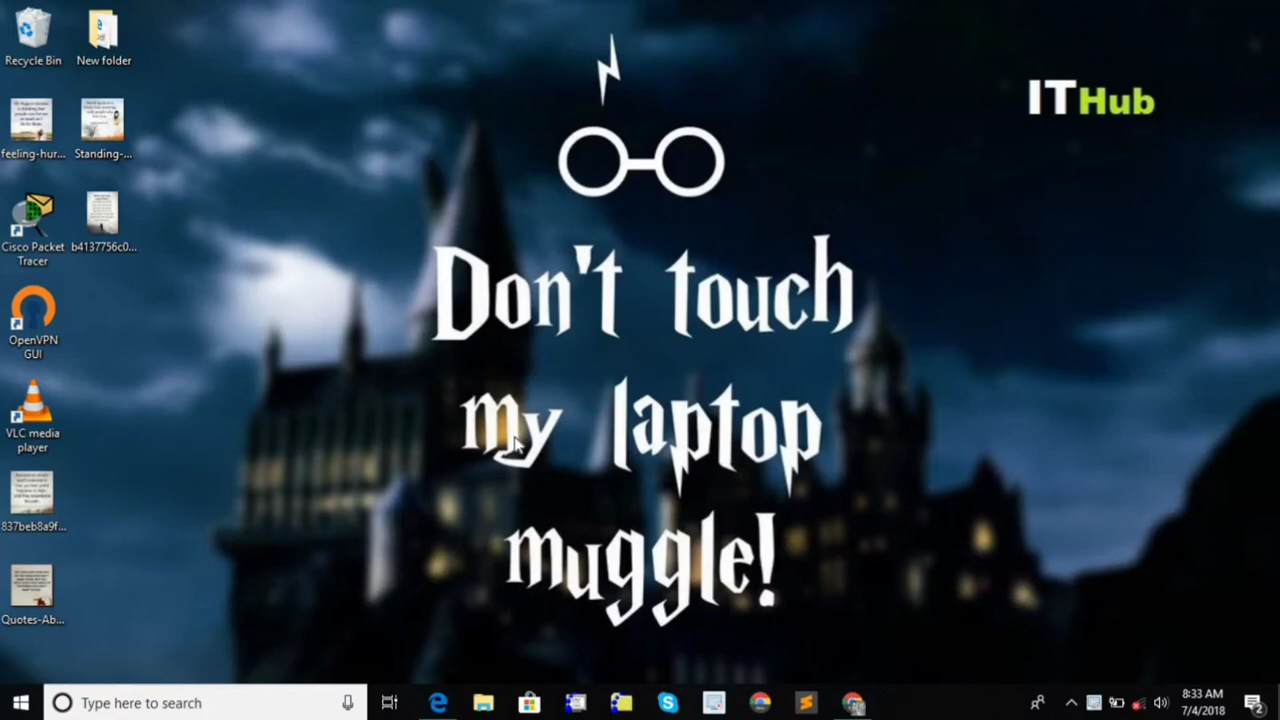 Recycle Bin
New folder
feeling-hur...
Standing-...
Cisco Packet
Tracer
b4137756c0...
OpenVPN
GUI
VLC media
player
837beb8a9f...
Quotes-Ab...
ITHub
Don't touch
my laptop
muggle!
Type here to search
8:33 AM
7/4/2018
2